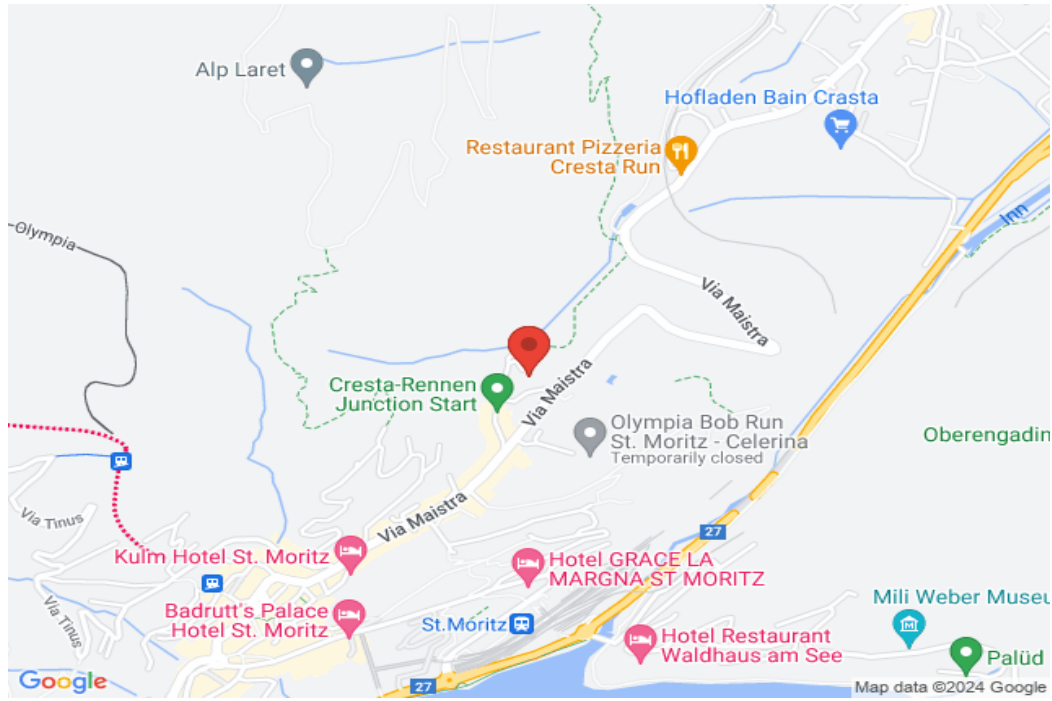 Alp Laret
Hofladen Bain Crasta
Restaurant Pizzeria
Cresta Run
Inn
Olympia
Via Maistra
Cresta-Rennen
Junction Start
Via Maistra
Olympia Bob Run
St. Moritz - Celerina
Temporarily closed
Oberengadin
Via Maistra
Via Tinus
27
Kulm Hotel St. Moritz
Hotel GRACE LA
MARGNA ST MORITZ
Via Tinus
Badrutt's Palace
Hotel St. Moritz
St. Moritz
Mili Weber Museu
Hotel Restaurant
Waldhaus am See
Palüd
27
Google
Map data ©2024 Google